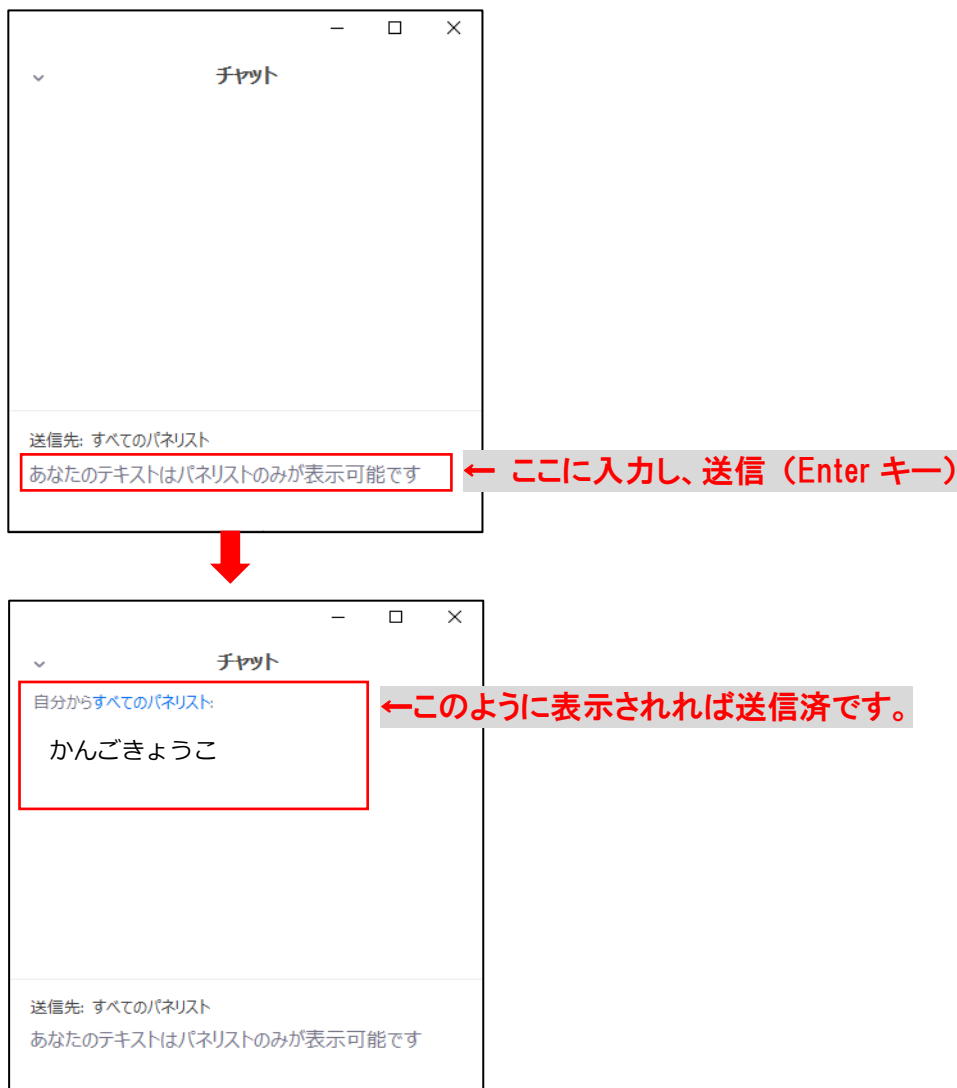 チャット
送信先: すべてのパネリスト
あなたのテキストはパネリストのみが表示可能です
← ここに入力し、送信（Enter キー）
チャット
自分からすべてのパネリスト:
←このように表示されれば送信済です。
かんごきょうこ
送信先: すべてのパネリスト
あなたのテキストはパネリストのみが表示可能です